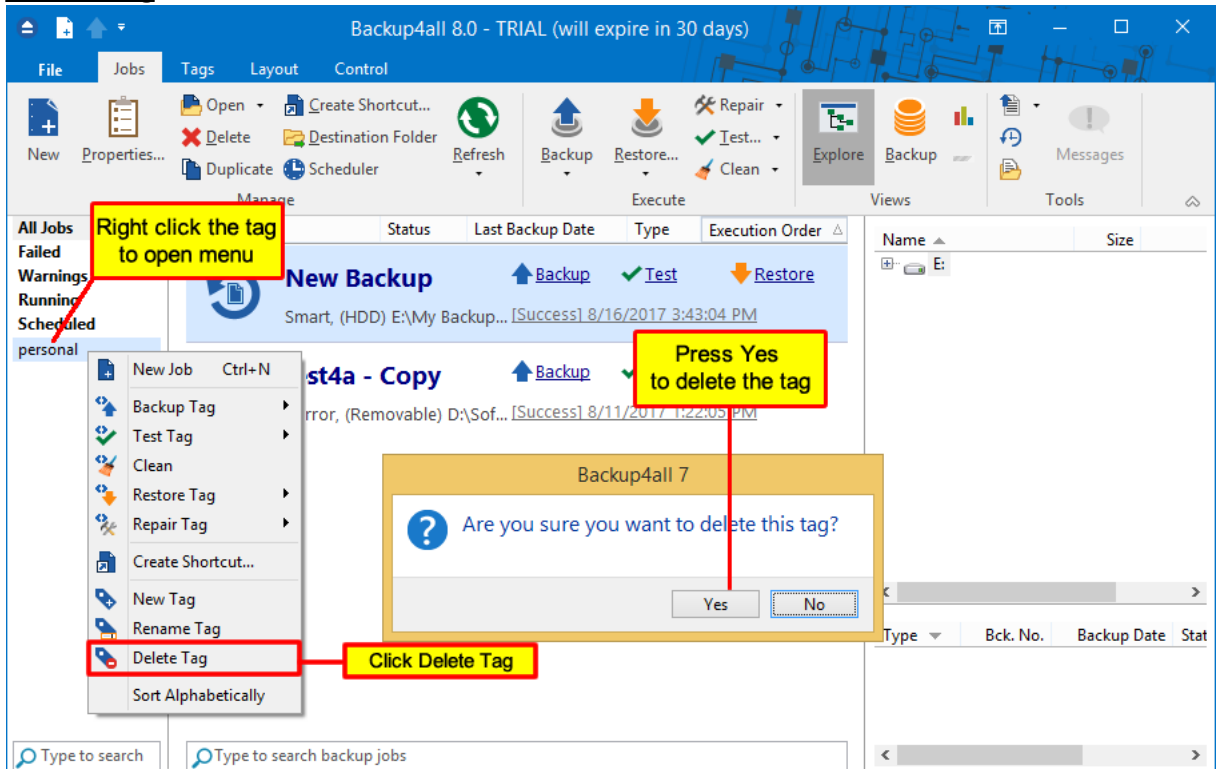 Backup4all 8.0 - TRIAL (will expire in 30 days)
File Jobs Tags Layout Control
New
Properties...
Open
Delete
Duplicate
Create Shortcut...
Destination Folder
Scheduler
Refresh
Backup
Restore...
Repair
Test...
Clean
Explore
Backup
Messages
Manage
Execute
Views
Tools
All Jobs
Failed
Warnings
Running
Scheduled
personal
Right click the tag
to open menu
Status Last Backup Date Type Execution Order
New Backup
Backup Test Restore
Smart, (HDD) E:\My Backup... [Success] 8/16/2017 3:43:04 PM
st4a - Copy
Backup
rror, (Removable) D:\Sof... [Success] 8/11/2017 1:22:05 PM
Press Yes
to delete the tag
New Job Ctrl+N
Backup Tag
Test Tag
Clean
Restore Tag
Repair Tag
Create Shortcut...
New Tag
Rename Tag
Delete Tag
Sort Alphabetically
Click Delete Tag
Backup4all 7
Are you sure you want to delete this tag?
Yes No
Name Size
E:
Type Bck. No. Backup Date Stat
Type to search
Type to search backup jobs